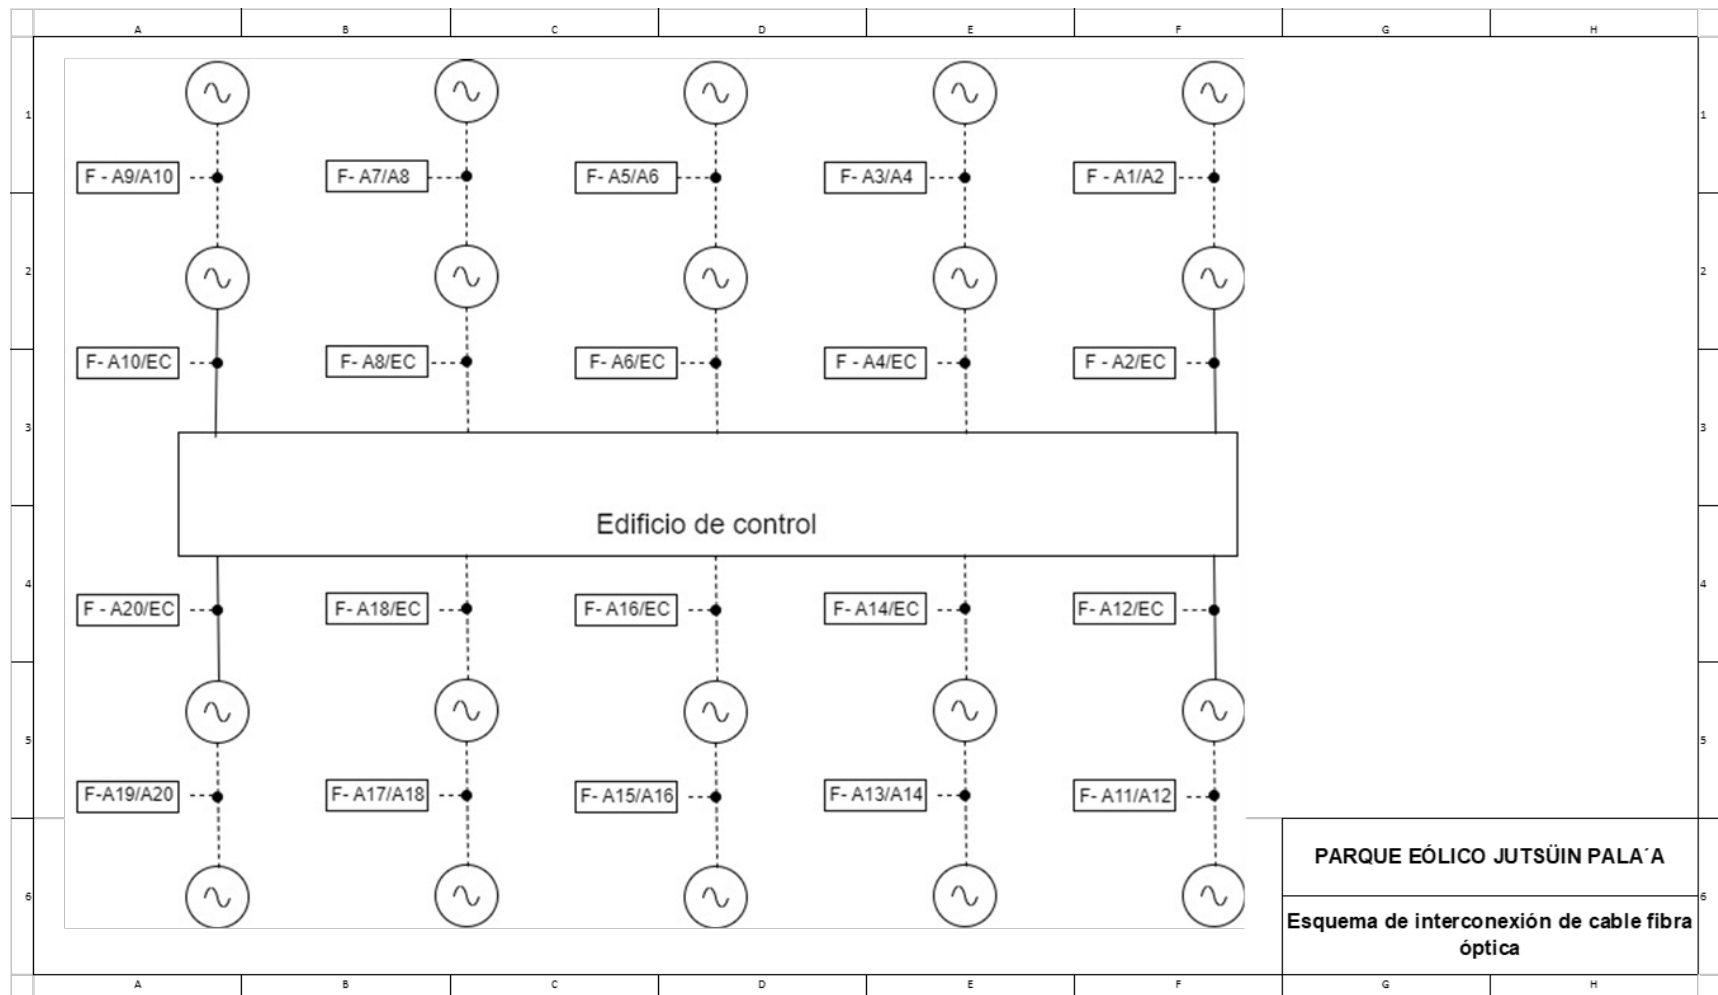 A B C D E F G H
1 1
F - A9/A10 F- A7/A8 F- A5/A6 F- A3/A4 F - A1/A2
2 2
F- A10/EC F- A8/EC F- A6/EC F - A4/EC F - A2/EC
3 3
Edificio de control
4 4
F - A20/EC F- A18/EC F- A16/EC F- A14/EC F- A12/EC
5 5
F-A19/A20 F- A17/A18 F- A15/A16 F- A13/A14 F- A11/A12
PARQUE EÓLICO JUTSÜIN PALA´A
6 6
Esquema de interconexión de cable fibra
óptica
A B C D E F G H